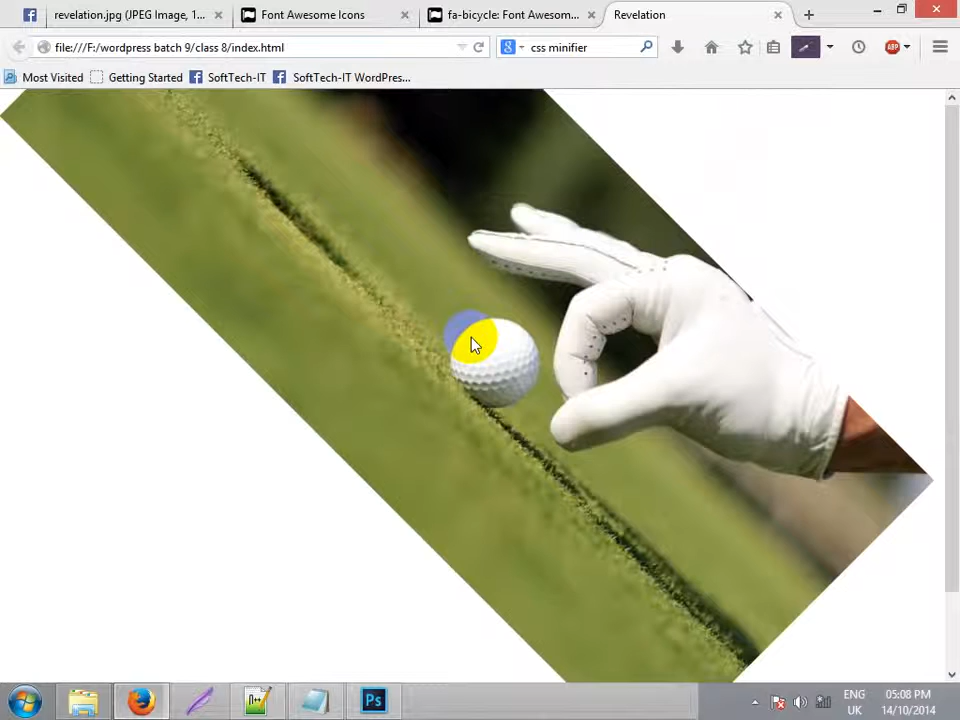 revelation.jpg (JPEG Image, 1...
Font Awesome Icons
fa-bicycle: Font Awesom...
Revelation
file:///F:/wordpress batch 9/class 8/index.html
css minifier
ABP
Most Visited
Getting Started
SoftTech-IT
SoftTech-IT WordPres...
Ps
ENG
UK
05:08 PM
14/10/2014